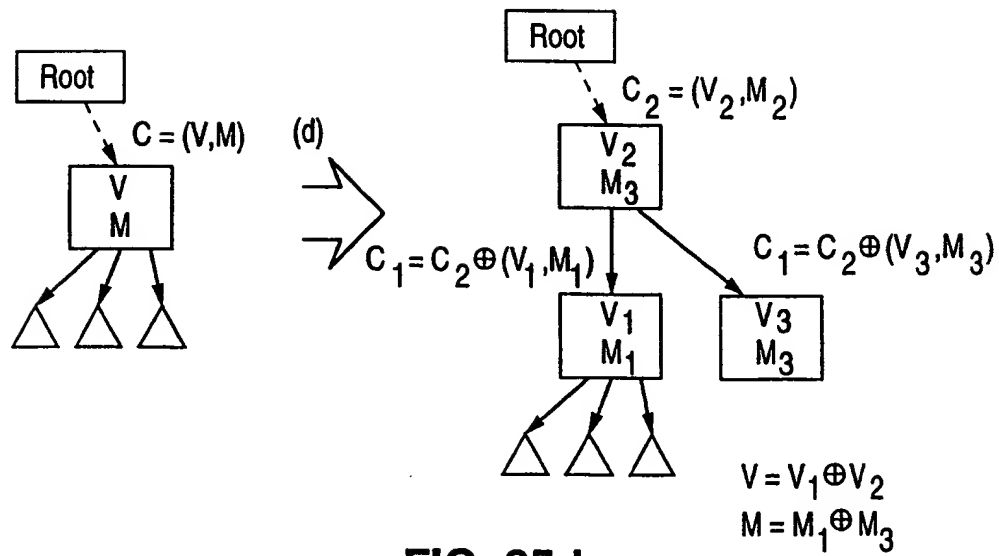 Root
C = (V,M)
V
M
(d)
Root
C₂ = (V₂,M₂)
V₂
M₃
C₁ = C₂ ⊕ (V₁,M₁)
C₁ = C₂ ⊕ (V₃,M₃)
V₁
M₁
V₃
M₃
V = V₁ ⊕ V₂
M = M₁ ⊕ M₃